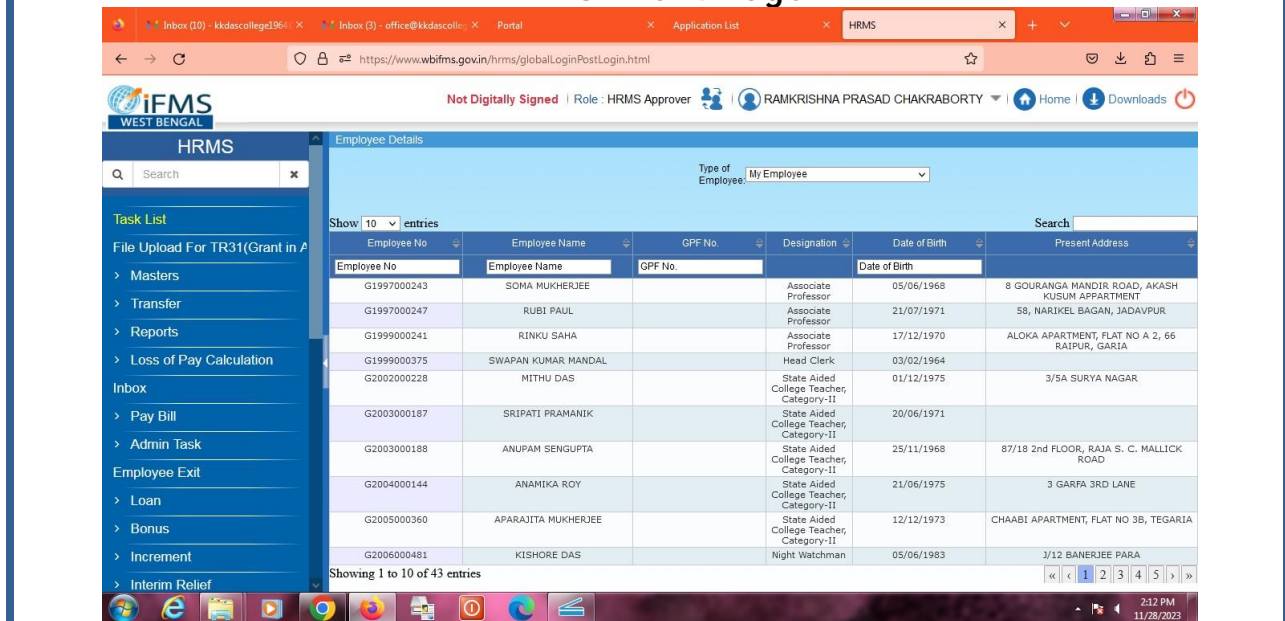 Inbox (10) - kkdascollege1964
Inbox (3) - office@kkdascolleg
Portal
Application List
HRMS
https://www.wbifms.gov.in/hrms/globalLoginPostLogin.html
iFMS
WEST BENGAL
Not Digitally Signed | Role : HRMS Approver
RAMKRISHNA PRASAD CHAKRABORTY
Home
Downloads
HRMS
Search
Task List
File Upload For TR31(Grant in A
Masters
Transfer
Reports
Loss of Pay Calculation
Inbox
Pay Bill
Admin Task
Employee Exit
Loan
Bonus
Increment
Interim Relief
Employee Details
Type of
Employee: My Employee
Show 10 entries
Search
Employee No Employee Name GPF No. Designation Date of Birth Present Address
Employee No Employee Name GPF No. Date of Birth
G1997000243 SOMA MUKHERJEE Associate Professor 05/06/1968 8 GOURANGA MANDIR ROAD, AKASH KUSUM APPARTMENT
G1997000247 RUBI PAUL Associate Professor 21/07/1971 58, NARIKEL BAGAN, JADAVPUR
G1999000241 RINKU SAHA Associate Professor 17/12/1970 ALOKA APARTMENT, FLAT NO A 2, 66 RAIPUR, GARIA
G1999000375 SWAPAN KUMAR MANDAL Head Clerk 03/02/1964
G2002000228 MITHU DAS State Aided College Teacher, Category-II 01/12/1975 3/5A SURYA NAGAR
G2003000187 SRIPATI PRAMANIK State Aided College Teacher, Category-II 20/06/1971
G2003000188 ANUPAM SENGUPTA State Aided College Teacher, Category-II 25/11/1968 87/18 2nd FLOOR, RAJA S. C. MALLICK ROAD
G2004000144 ANAMIKA ROY State Aided College Teacher, Category-II 21/06/1975 3 GARFA 3RD LANE
G2005000360 APARAJITA MUKHERJEE State Aided College Teacher, Category-II 12/12/1973 CHAABI APARTMENT, FLAT NO 3B, TEGARIA
G2006000481 KISHORE DAS Night Watchman 05/06/1983 J/12 BANERJEE PARA
Showing 1 to 10 of 43 entries
« ‹ 1 2 3 4 5 › »
2:12 PM
11/28/2023